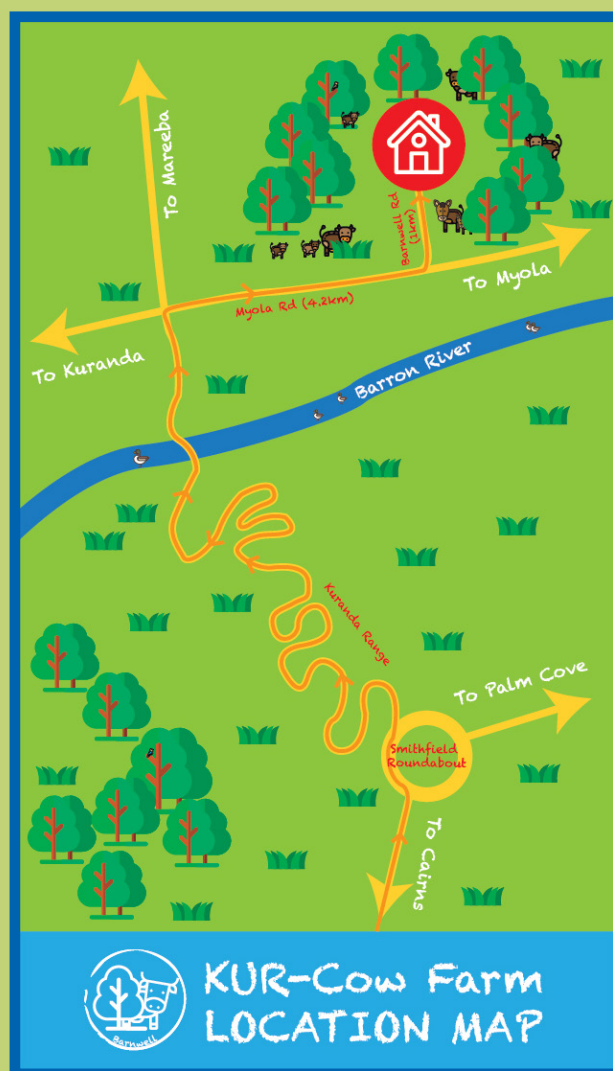 To Mareeba
Barnwell Rd
(1km)
To Myola
Myola Rd (4.2km)
To Kuranda
Barron River
Kuranda Range
To Palm Cove
Smithfield
Roundabout
To Cairns
Barnwell
KUR-Cow Farm
LOCATION MAP